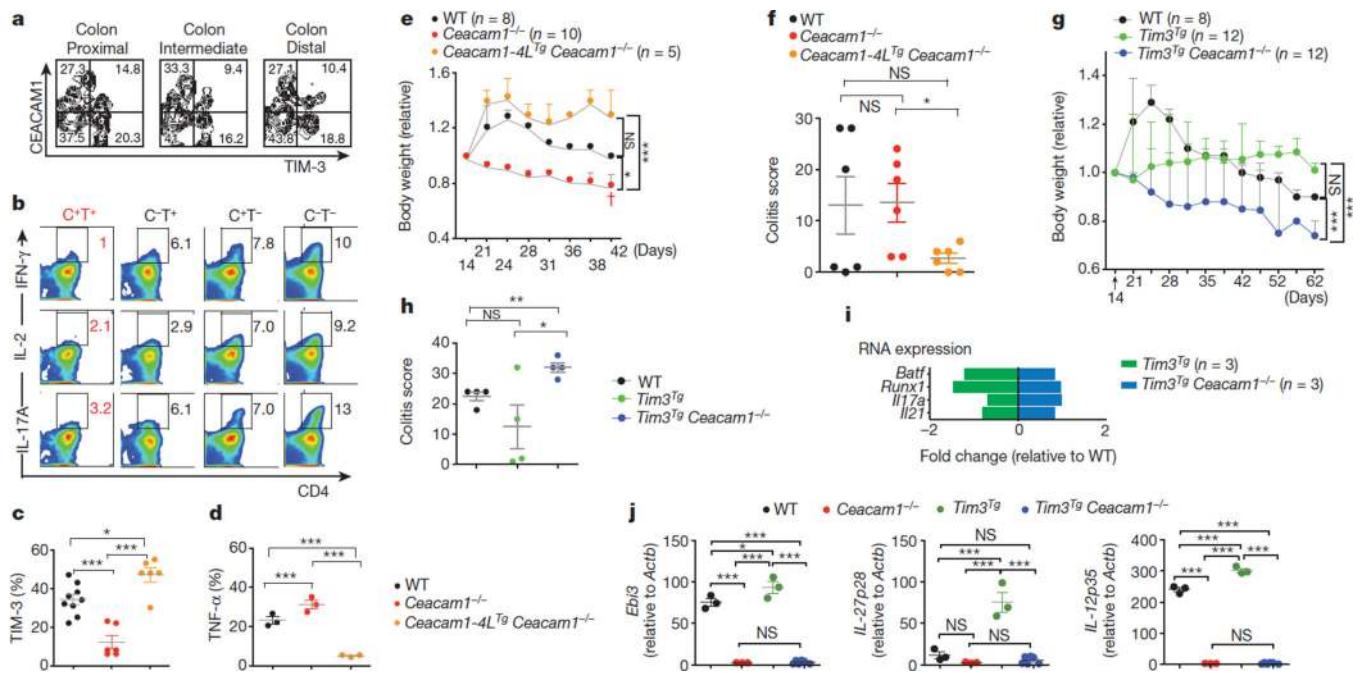 a
Colon
Proximal
Colon
Intermediate
Colon
Distal
27.3 14.8
33.3 9.4
27.1 10.4
37.5 20.3
41 16.2
43.8 18.8
CEACAM1
TIM-3
b
C⁺T⁺ C⁻T⁺ C⁺T⁻ C⁻T⁻
IFN-γ
1 6.1 7.8 10
IL-2
2.1 2.9 7.0 9.2
IL-17A
3.2 6.1 7.0 13
CD4
c
TIM-3 (%)
60
40
20
0
*
*** ***
d
TNF-α (%)
60
40
20
0
***
***
***
WT
Ceacam1⁻/⁻
Ceacam1-4Lᵀᵍ Ceacam1⁻/⁻
e
WT (n = 8)
Ceacam1⁻/⁻ (n = 10)
Ceacam1-4Lᵀᵍ Ceacam1⁻/⁻ (n = 5)
Body weight (relative)
1.6
1.2
0.8
0.4
NS
***
*
†
14 21 24 28 31 36 38 42 (Days)
f
WT
Ceacam1⁻/⁻
Ceacam1-4Lᵀᵍ Ceacam1⁻/⁻
NS
NS *
Colitis score
30
20
10
0
g
WT (n = 8)
Tim3ᵀᵍ (n = 12)
Tim3ᵀᵍ Ceacam1⁻/⁻ (n = 12)
Body weight (relative)
1.4
1.2
1.0
0.8
0.6
NS
***
***
14 21 28 35 42 52 62 (Days)
h
**
NS
*
Colitis score
40
30
20
10
0
WT
Tim3ᵀᵍ
Tim3ᵀᵍ Ceacam1⁻/⁻
i
RNA expression
Batf
Runx1
Il17a
Il21
−2 0 2
Fold change (relative to WT)
Tim3ᵀᵍ (n = 3)
Tim3ᵀᵍ Ceacam1⁻/⁻ (n = 3)
j
WT Ceacam1⁻/⁻ Tim3ᵀᵍ Tim3ᵀᵍ Ceacam1⁻/⁻
Ebi3
(relative to Actb)
150
100
50
0
***
*
*** ***
***
NS
IL-27p28
(relative to Actb)
150
100
50
0
NS
***
*** ***
NS NS
IL-12p35
(relative to Actb)
400
300
200
100
0
***
***
*** ***
***
NS